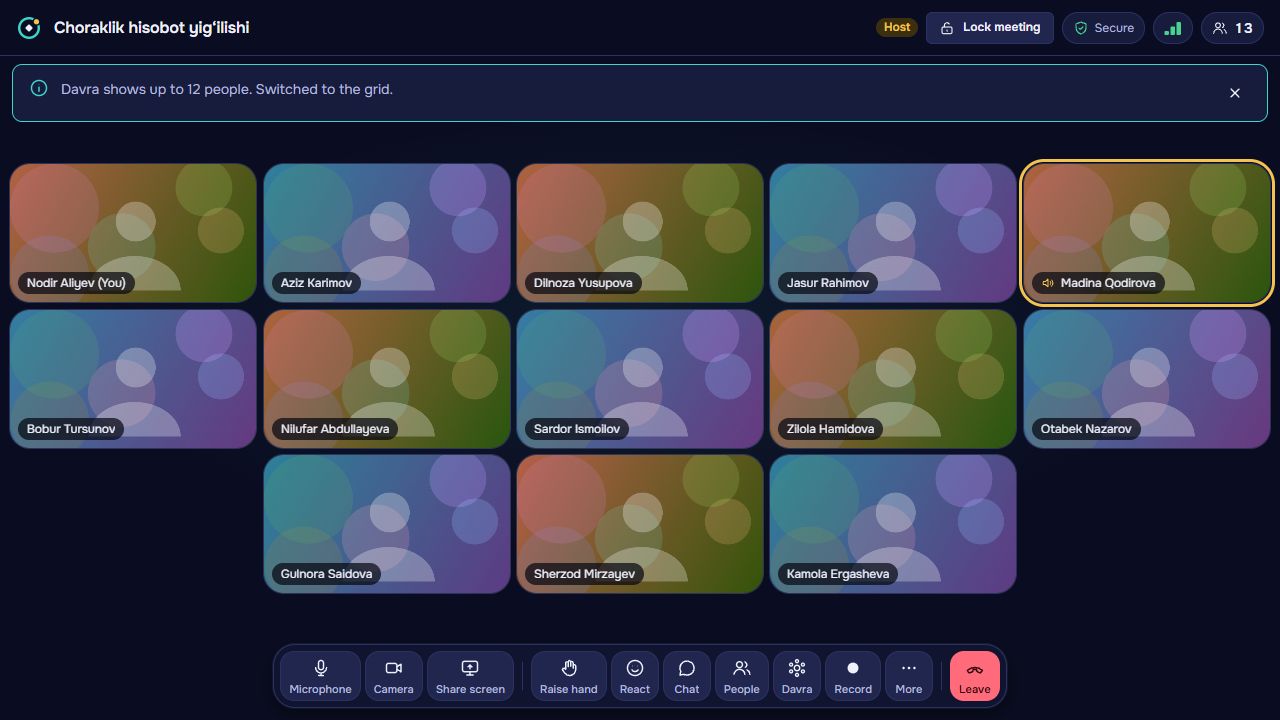 Choraklik hisobot yigʻilishi
Host
Lock meeting
Secure
13
Davra shows up to 12 people. Switched to the grid.
Nodir Aliyev (You)
Aziz Karimov
Dilnoza Yusupova
Jasur Rahimov
Madina Qodirova
Bobur Tursunov
Nilufar Abdullayeva
Sardor Ismoilov
Zilola Hamidova
Otabek Nazarov
Gulnora Saidova
Sherzod Mirzayev
Kamola Ergasheva
Microphone
Camera
Share screen
Raise hand
React
Chat
People
Davra
Record
More
Leave